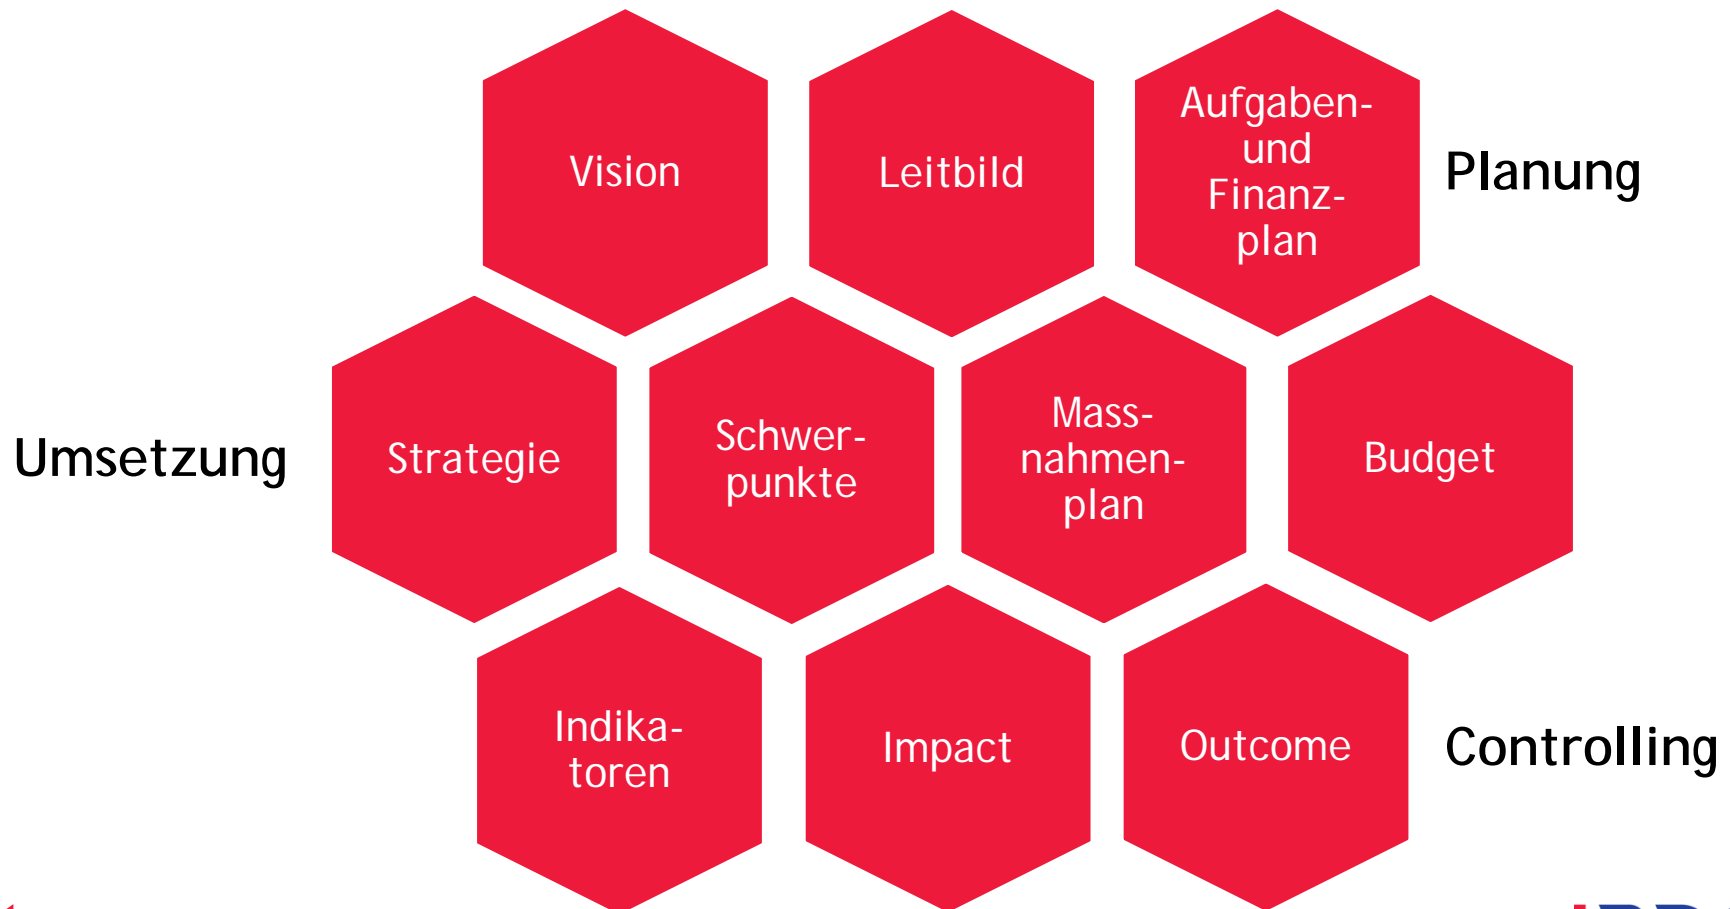 Vision
Leitbild
Aufgaben-
und
Finanz-
plan
Planung
Umsetzung
Strategie
Schwer-
punkte
Mass-
nahmen-
plan
Budget
Indika-
toren
Impact
Outcome
Controlling